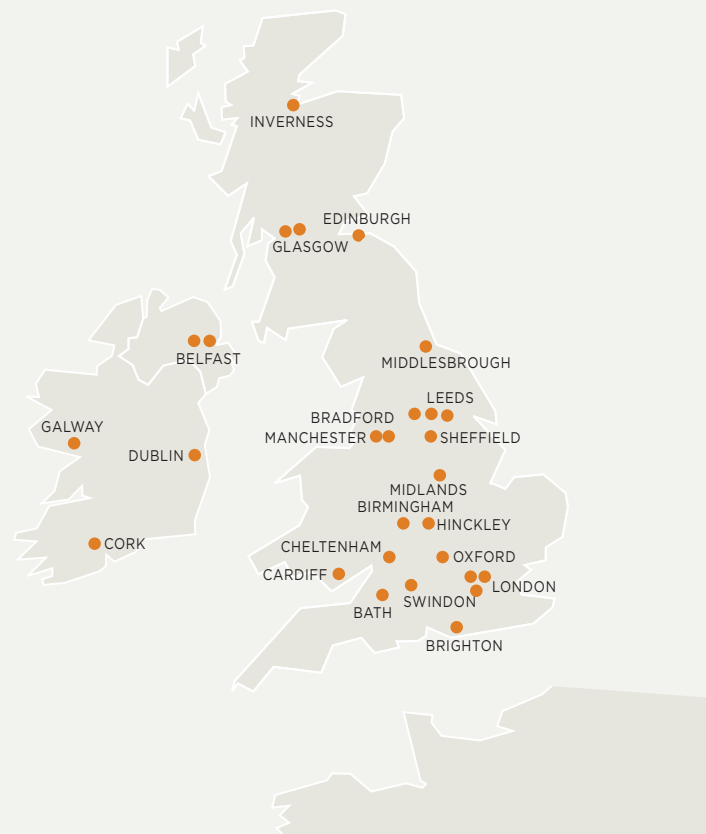 INVERNESS
EDINBURGH
GLASGOW
BELFAST
MIDDLESBROUGH
LEEDS
BRADFORD
GALWAY
MANCHESTER
SHEFFIELD
DUBLIN
MIDLANDS
BIRMINGHAM
HINCKLEY
CORK
CHELTENHAM
OXFORD
CARDIFF
LONDON
SWINDON
BATH
BRIGHTON